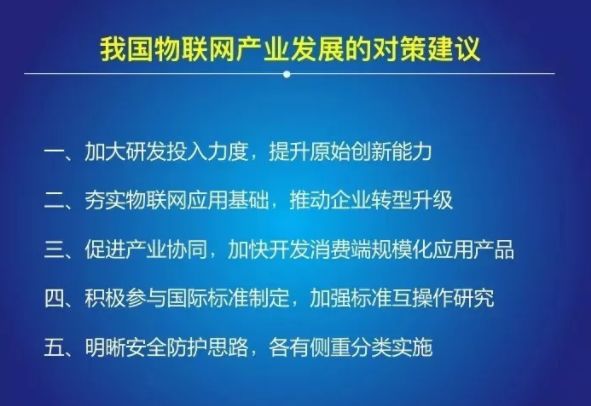 我国物联网产业发展的对策建议
一、加大研发投入力度，提升原始创新能力
二、夯实物联网应用基础，推动企业转型升级
三、促进产业协同，加快开发消费端规模化应用产品
四、积极参与国际标准制定，加强标准互操作研究
五、明晰安全防护思路，各有侧重分类实施